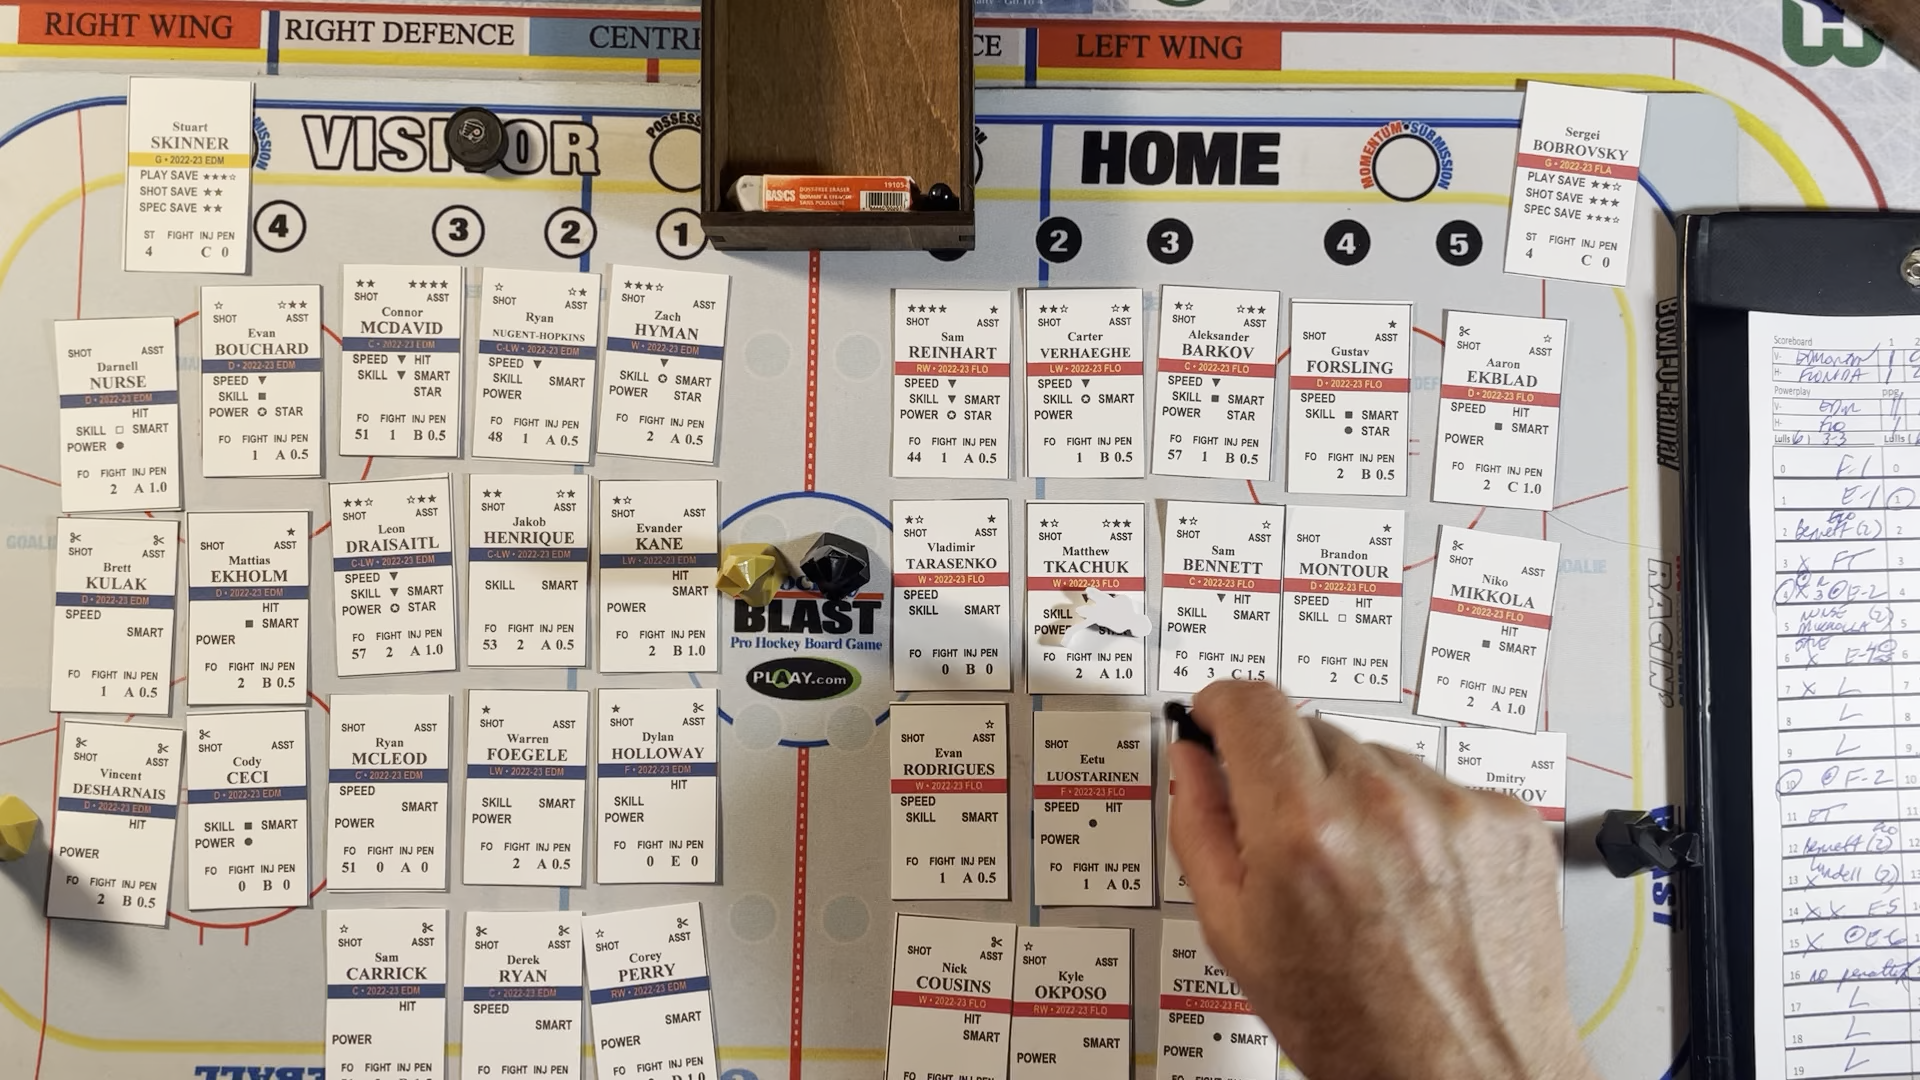 RIGHT WING
RIGHT DEFENCE
LEFT WING
VISITOR
HOME
MOMENTUM • SUBMISSION
4
3
2
1
2
3
4
5
BASICS
19105
Stuart
SKINNER
G • 2022-23 EDM
PLAY SAVE ★★★☆
SHOT SAVE ★★
SPEC SAVE ★★
ST FIGHT INJ PEN
4 C 0
Sergei
BOBROVSKY
G • 2022-23 FLA
PLAY SAVE ★★☆
SHOT SAVE ★★★
SPEC SAVE ★★★☆
ST FIGHT INJ PEN
4 C 0
SHOT ASST
Darnell
NURSE
D • 2022-23 EDM
HIT
SKILL □ SMART
POWER ●
FO FIGHT INJ PEN
2 A 1.0
☆ ☆★★
SHOT ASST
Evan
BOUCHARD
D • 2022-23 EDM
SPEED ▼
SKILL ■
POWER ✪ STAR
FO FIGHT INJ PEN
1 A 0.5
★★ ★★★★
SHOT ASST
Connor
MCDAVID
C • 2022-23 EDM
SPEED ▼ HIT
SKILL ▼ SMART
STAR
FO FIGHT INJ PEN
51 1 B 0.5
☆ ☆★
SHOT ASST
Ryan
NUGENT-HOPKINS
C-LW • 2022-23 EDM
SPEED ▼
SKILL SMART
POWER
FO FIGHT INJ PEN
48 1 A 0.5
★★★☆
SHOT ASST
Zach
HYMAN
W • 2022-23 EDM
▼
SKILL ✪ SMART
POWER STAR
FO FIGHT INJ PEN
2 A 0.5
★★★★ ★
SHOT ASST
Sam
REINHART
RW • 2022-23 FLO
SPEED ▼
SKILL ▼ SMART
POWER ✪ STAR
FO FIGHT INJ PEN
44 1 A 0.5
★★☆ ★★
SHOT ASST
Carter
VERHAEGHE
LW • 2022-23 FLO
SPEED ▼
SKILL ✪ SMART
POWER
FO FIGHT INJ PEN
1 B 0.5
★☆ ☆★★
SHOT ASST
Aleksander
BARKOV
C • 2022-23 FLO
SPEED ▼
SKILL ■ SMART
POWER STAR
FO FIGHT INJ PEN
57 1 B 0.5
★
SHOT ASST
Gustav
FORSLING
D • 2022-23 FLO
SPEED
SKILL ■ SMART
● STAR
FO FIGHT INJ PEN
2 B 0.5
✂ ☆
SHOT ASST
Aaron
EKBLAD
D • 2022-23 FLO
SPEED HIT
■ SMART
POWER
FO FIGHT INJ PEN
2 C 1.0
✂ ✂
SHOT ASST
Brett
KULAK
D • 2022-23 EDM
SPEED
SMART
FO FIGHT INJ PEN
1 A 0.5
★
SHOT ASST
Mattias
EKHOLM
D • 2022-23 EDM
HIT
■ SMART
POWER
FO FIGHT INJ PEN
2 B 0.5
★★☆ ☆★★
SHOT ASST
Leon
DRAISAITL
C-LW • 2022-23 EDM
SPEED ▼
SKILL ▼ SMART
POWER ✪ STAR
FO FIGHT INJ PEN
57 2 A 1.0
★★ ☆★
SHOT ASST
Jakob
HENRIQUE
C-LW • 2022-23 EDM
SKILL SMART
FO FIGHT INJ PEN
53 2 A 0.5
★☆
SHOT ASST
Evander
KANE
LW • 2022-23 EDM
HIT
SMART
POWER
FO FIGHT INJ PEN
2 B 1.0
BLAST
Pro Hockey Board Game
PLAAY.com
★☆ ★
SHOT ASST
Vladimir
TARASENKO
W • 2022-23 FLO
SPEED
SKILL SMART
FO FIGHT INJ PEN
0 B 0
★☆ ☆★★
SHOT ASST
Matthew
TKACHUK
W • 2022-23 FLO
SKILL
POWER
FO FIGHT INJ PEN
2 A 1.0
★☆ ☆
SHOT ASST
Sam
BENNETT
C • 2022-23 FLO
▼ HIT
SKILL SMART
POWER
FO FIGHT INJ PEN
46 3 C 1.5
★
SHOT ASST
Brandon
MONTOUR
D • 2022-23 FLO
SPEED HIT
SKILL □ SMART
FO FIGHT INJ PEN
2 C 0.5
✂
SHOT ASST
Niko
MIKKOLA
D • 2022-23 FLO
HIT
■ SMART
POWER
FO FIGHT INJ PEN
2 A 1.0
✂ ✂
SHOT ASST
Vincent
DESHARNAIS
D • 2022-23 EDM
HIT
POWER
FO FIGHT INJ PEN
2 B 0.5
✂
SHOT ASST
Cody
CECI
D • 2022-23 EDM
SKILL ■ SMART
POWER ●
FO FIGHT INJ PEN
0 B 0
SHOT ASST
Ryan
MCLEOD
C • 2022-23 EDM
SPEED
SMART
POWER
FO FIGHT INJ PEN
51 0 A 0
★
SHOT ASST
Warren
FOEGELE
LW • 2022-23 EDM
SKILL SMART
POWER
FO FIGHT INJ PEN
2 A 0.5
★ ✂
SHOT ASST
Dylan
HOLLOWAY
F • 2022-23 EDM
HIT
SKILL
POWER
FO FIGHT INJ PEN
0 E 0
☆
SHOT ASST
Evan
RODRIGUES
W • 2022-23 FLO
SPEED
SKILL SMART
FO FIGHT INJ PEN
1 A 0.5
SHOT ASST
Eetu
LUOSTARINEN
F • 2022-23 FLO
SPEED HIT
●
POWER
FO FIGHT INJ PEN
1 A 0.5
✂
SHOT ASST
Dmitry
☆ ✂
SHOT ASST
Sam
CARRICK
C • 2022-23 EDM
HIT
POWER
FO FIGHT INJ PEN
✂ ✂
SHOT ASST
Derek
RYAN
C • 2022-23 EDM
SPEED
SMART
FO FIGHT INJ PEN
☆ ✂
SHOT ASST
Corey
PERRY
RW • 2022-23 EDM
SMART
POWER
FO FIGHT INJ PEN
✂
SHOT ASST
Nick
COUSINS
W • 2022-23 FLO
HIT
SMART
FO FIGHT INJ PEN
☆
SHOT ASST
Kyle
OKPOSO
RW • 2022-23 FLO
SMART
POWER
FO FIGHT INJ PEN
C • 2022-23 FLO
SPEED
● SMART
POWER
Scoreboard 1
V- Edmonton 1
H- FLORIDA 1
Powerplay